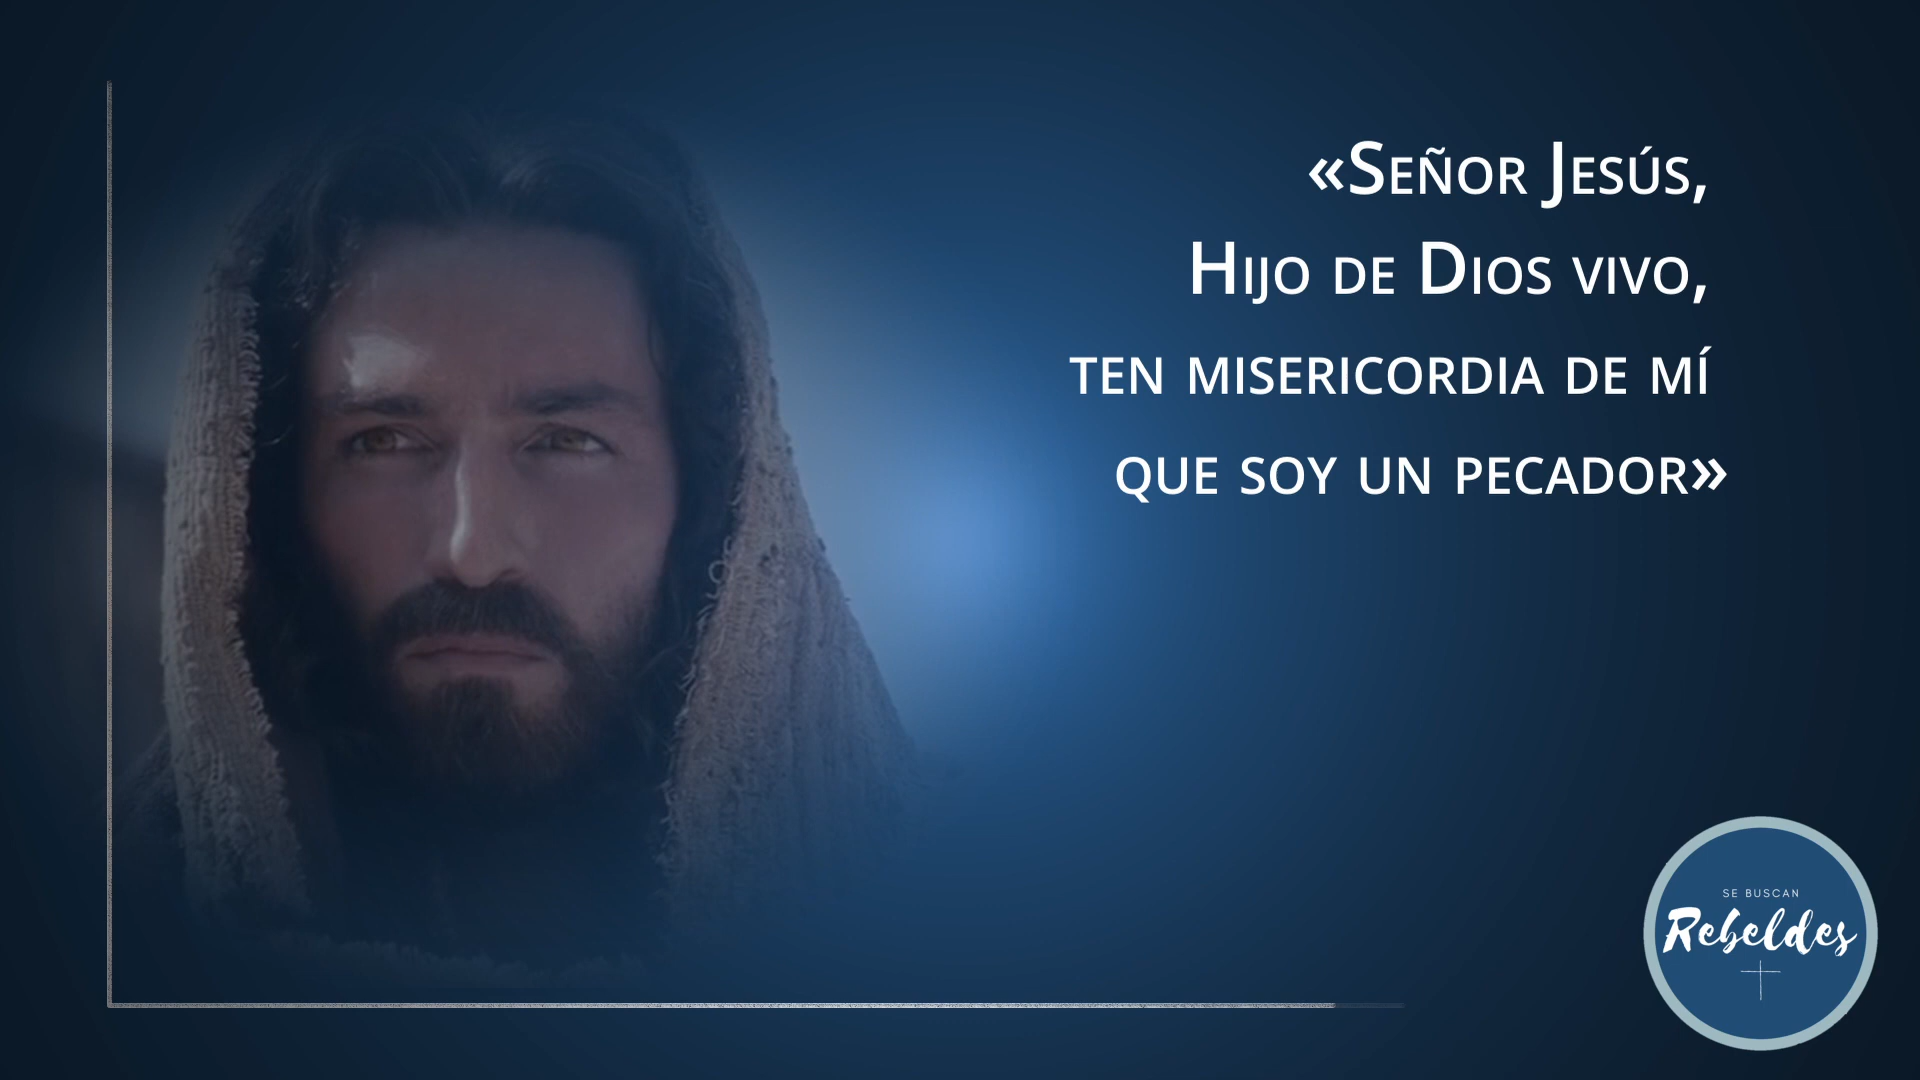 «Señor Jesús,
Hijo de Dios vivo,
ten misericordia de mí
que soy un pecador»
SE BUSCAN
Rebeldes